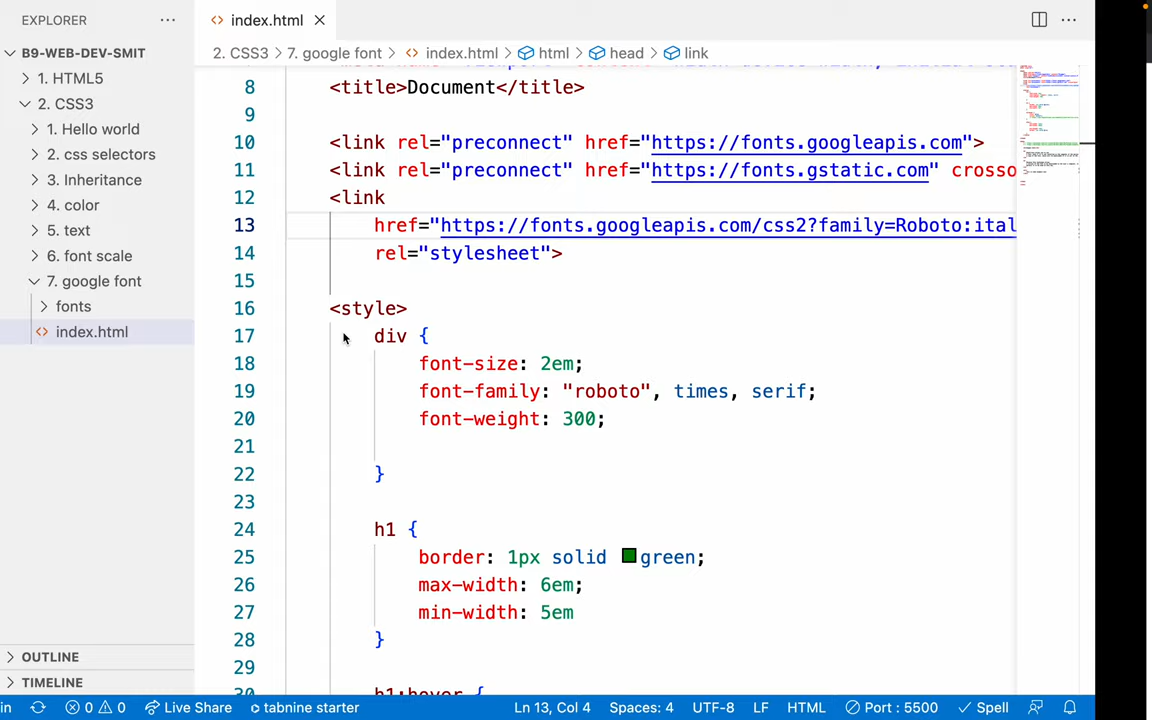 EXPLORER
index.html
B9-WEB-DEV-SMIT
1. HTML5
2. CSS3
1. Hello world
2. css selectors
3. Inheritance
4. color
5. text
6. font scale
7. google font
fonts
index.html
OUTLINE
TIMELINE
2. CSS3 7. google font index.html html head link
8 <title>Document</title>
9
10 <link rel="preconnect" href="https://fonts.googleapis.com">
11 <link rel="preconnect" href="https://fonts.gstatic.com" crosso
12 <link
13 href="https://fonts.googleapis.com/css2?family=Roboto:ital
14 rel="stylesheet">
15
16 <style>
17 div {
18 font-size: 2em;
19 font-family: "roboto", times, serif;
20 font-weight: 300;
21
22 }
23
24 h1 {
25 border: 1px solid green;
26 max-width: 6em;
27 min-width: 5em
28 }
29
30 h1:hover {
in 0 0 Live Share tabnine starter Ln 13, Col 4 Spaces: 4 UTF-8 LF HTML Port : 5500 Spell